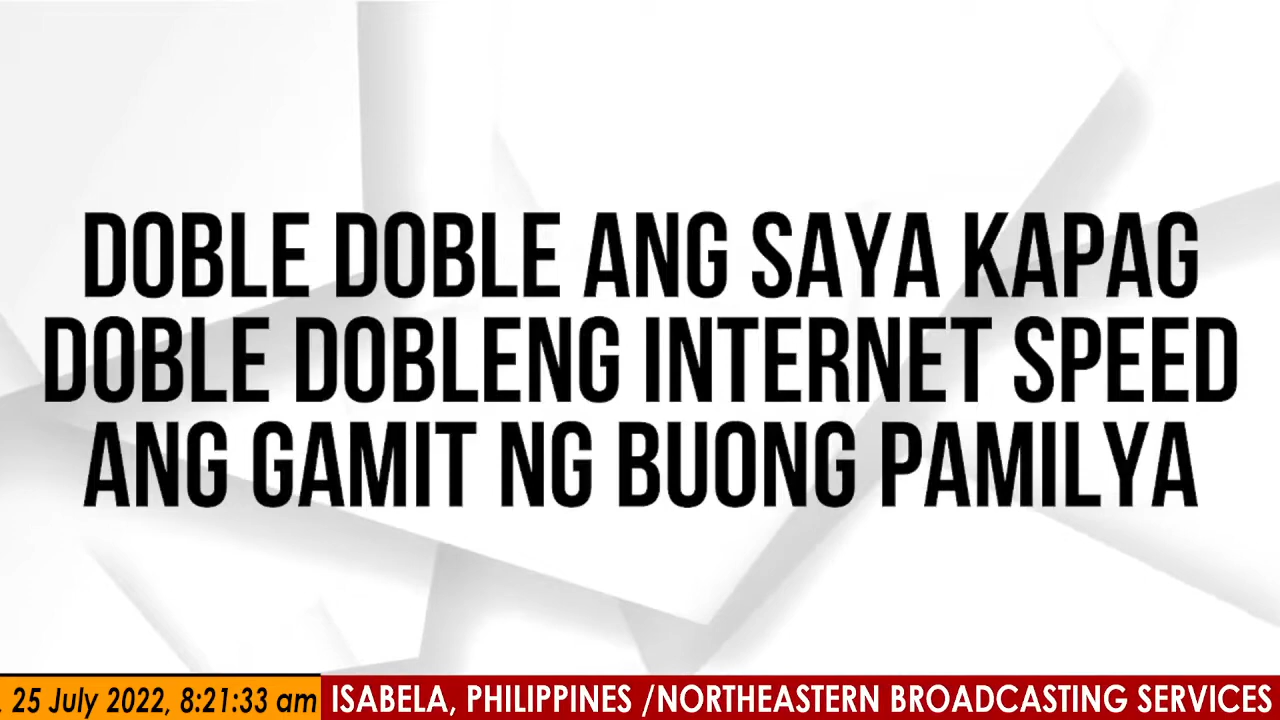 DOBLE DOBLE ANG SAYA KAPAG
DOBLE DOBLENG INTERNET SPEED
ANG GAMIT NG BUONG PAMILYA
. 25 July 2022, 8:21:33 am ISABELA, PHILIPPINES /NORTHEASTERN BROADCASTING SERVICES